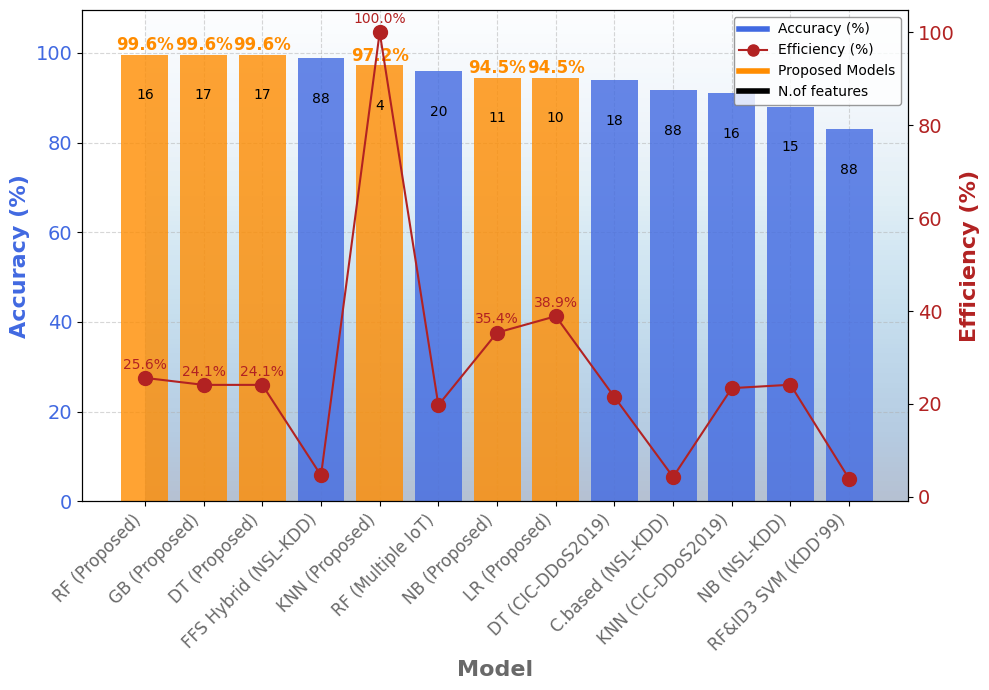 99.6% 99.6% 99.6% 97.2% 94.5% 94.5%
100.0%
Accuracy (%)
Efficiency (%)
Proposed Models
N.of features
16 17 17 88 4 20 11 10 18 88 16 15 88
25.6% 24.1% 24.1% 35.4% 38.9%
100
80
60
40
20
0
Accuracy (%)
100
80
60
40
20
0
Efficiency (%)
RF (Proposed)
GB (Proposed)
DT (Proposed)
FFS Hybrid (NSL-KDD)
KNN (Proposed)
RF (Multiple IoT)
NB (Proposed)
LR (Proposed)
DT (CIC-DDoS2019)
C.based (NSL-KDD)
KNN (CIC-DDoS2019)
NB (NSL-KDD)
RF&ID3 SVM (KDD'99)
Model